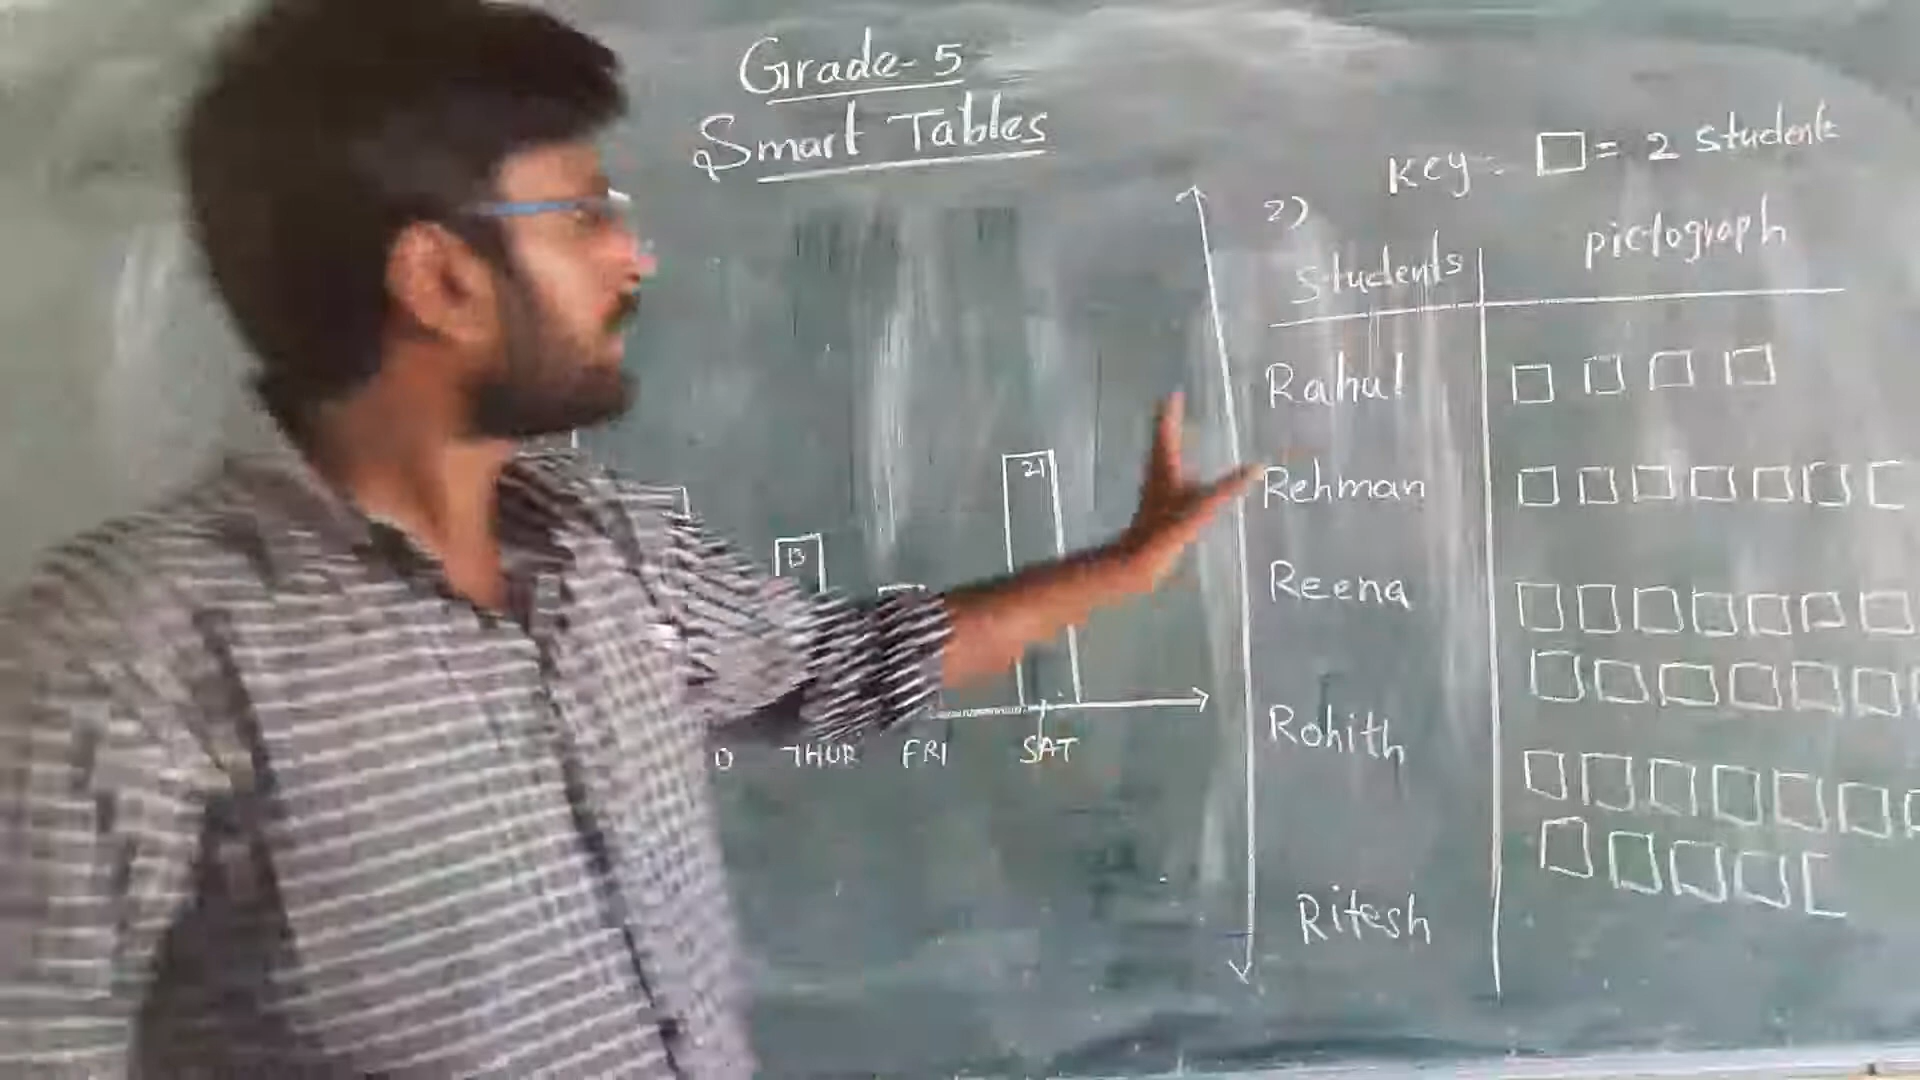 Grade-5
Smart Tables
21
13
D THUR FRI SAT
Key: □ = 2 Students
2)
Students pictograph
Rahul
Rehman
Reena
Rohith
Ritesh